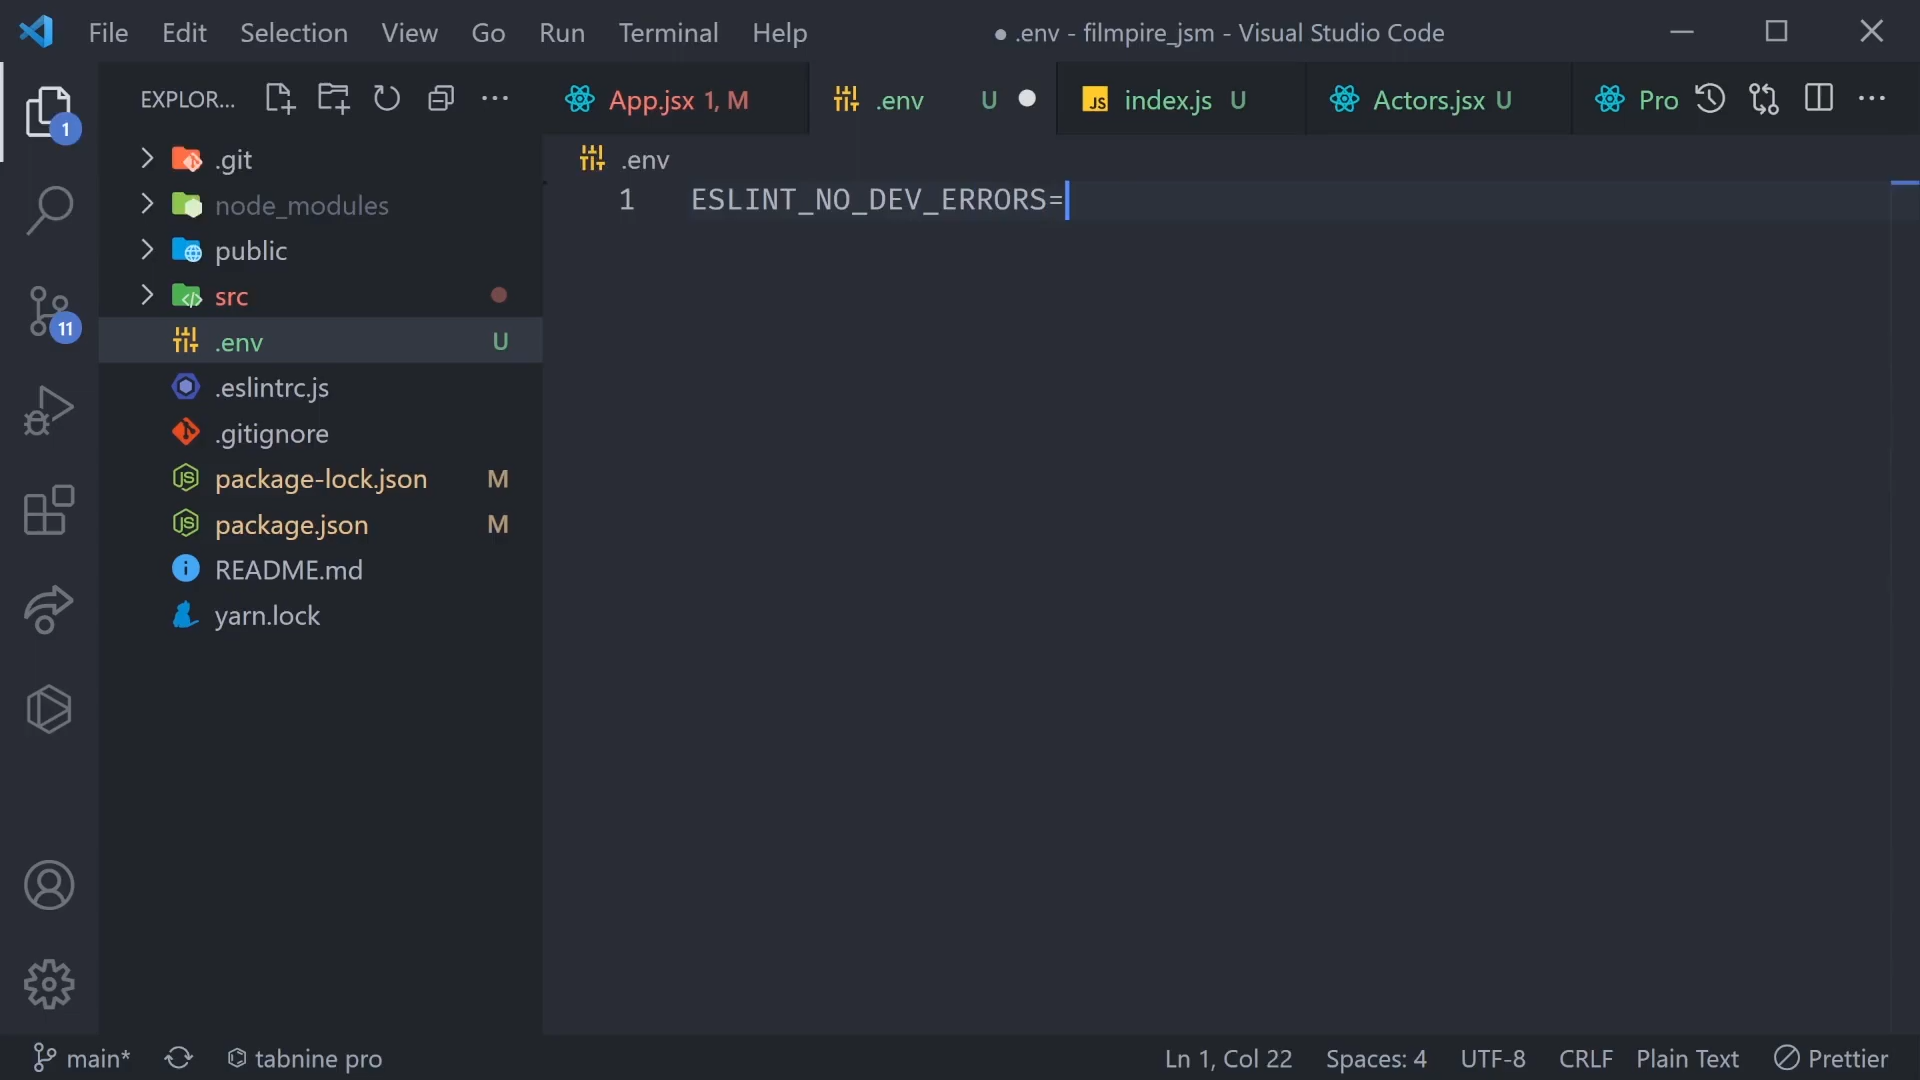 File Edit Selection View Go Run Terminal Help ● .env - filmpire_jsm - Visual Studio Code
EXPLOR... App.jsx 1, M .env U index.js U Actors.jsx U Pro
1
.git
.env
node_modules
1 ESLINT_NO_DEV_ERRORS=
public
src
11
.env U
.eslintrc.js
.gitignore
package-lock.json M
package.json M
README.md
yarn.lock
main* tabnine pro Ln 1, Col 22 Spaces: 4 UTF-8 CRLF Plain Text Prettier